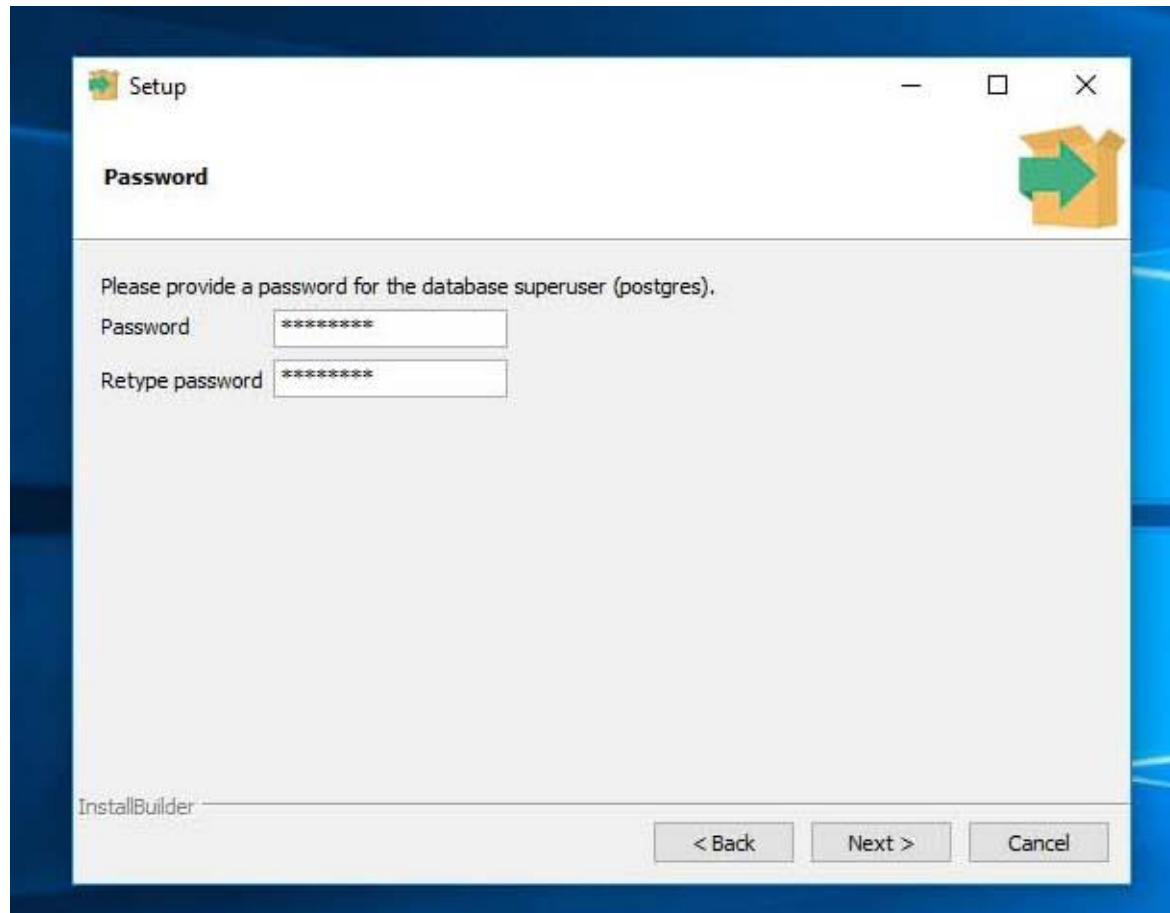 Setup
Password
Please provide a password for the database superuser (postgres).
Password ********
Retype password ********
InstallBuilder
< Back Next > Cancel